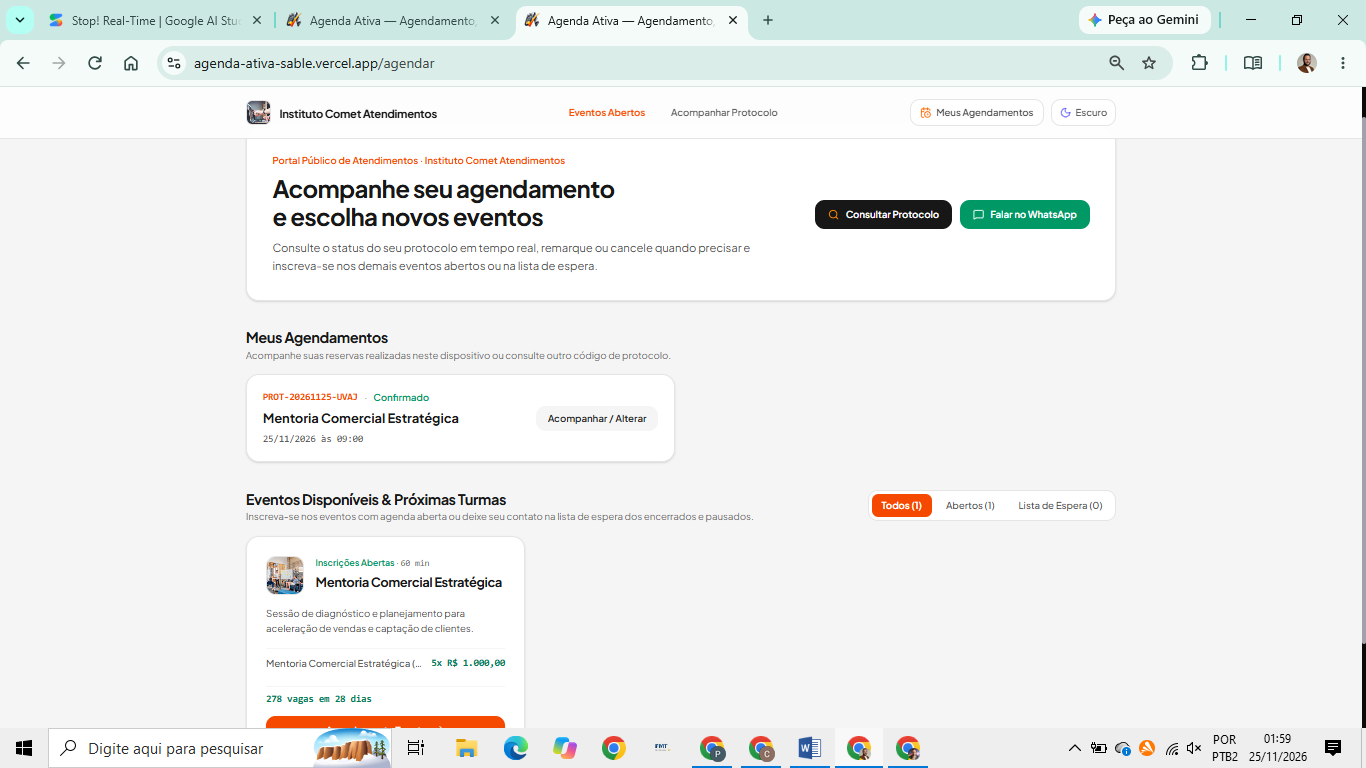 Stop! Real-Time | Google AI Stu
Agenda Ativa — Agendamento,
Agenda Ativa — Agendamento,
Peça ao Gemini
agenda-ativa-sable.vercel.app/agendar
Instituto Comet Atendimentos
Eventos Abertos
Acompanhar Protocolo
Meus Agendamentos
Escuro
Portal Público de Atendimentos · Instituto Comet Atendimentos
Acompanhe seu agendamento
e escolha novos eventos
Consulte o status do seu protocolo em tempo real, remarque ou cancele quando precisar e
inscreva-se nos demais eventos abertos ou na lista de espera.
Consultar Protocolo
Falar no WhatsApp
Meus Agendamentos
Acompanhe suas reservas realizadas neste dispositivo ou consulte outro código de protocolo.
PROT-20261125-UVAJ · Confirmado
Mentoria Comercial Estratégica
25/11/2026 às 09:00
Acompanhar / Alterar
Eventos Disponíveis & Próximas Turmas
Inscreva-se nos eventos com agenda aberta ou deixe seu contato na lista de espera dos encerrados e pausados.
Todos (1)
Abertos (1)
Lista de Espera (0)
Inscrições Abertas · 60 min
Mentoria Comercial Estratégica
Sessão de diagnóstico e planejamento para
aceleração de vendas e captação de clientes.
Mentoria Comercial Estratégica (... 5x R$ 1.000,00
278 vagas em 28 dias
Digite aqui para pesquisar
P
C
POR
PTB2
01:59
25/11/2026